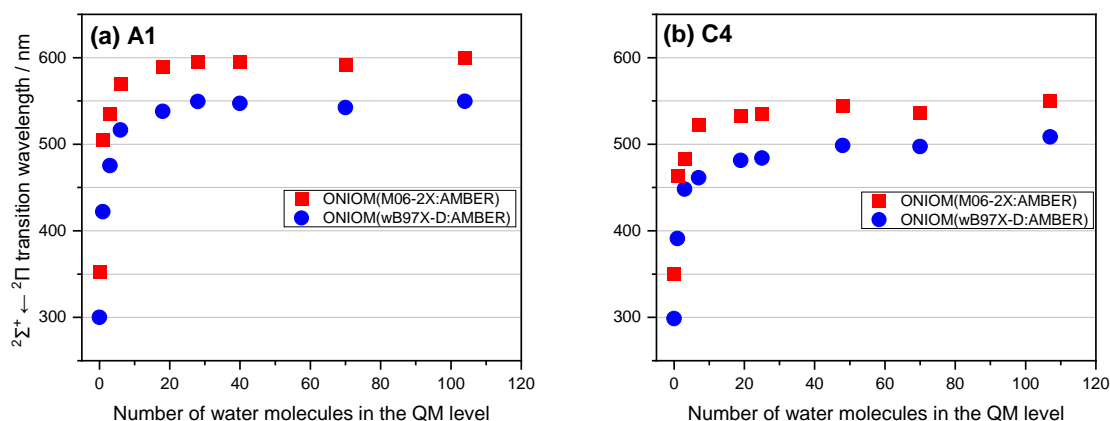 (a) A1
²Σ⁺ ← ²Π transition wavelength / nm
600
500
400
300
ONIOM(M06-2X:AMBER)
ONIOM(wB97X-D:AMBER)
0 20 40 60 80 100 120
Number of water molecules in the QM level
(b) C4
600
500
400
300
ONIOM(M06-2X:AMBER)
ONIOM(wB97X-D:AMBER)
0 20 40 60 80 100 120
Number of water molecules in the QM level